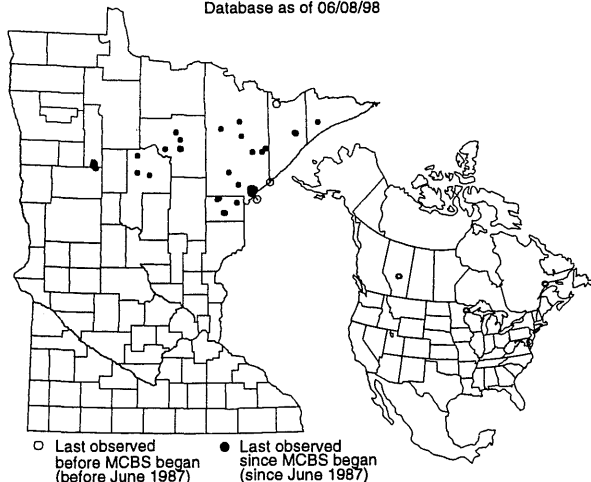 Database as of 06/08/98
Last observed
before MCBS began
(before June 1987)
Last observed
since MCBS began
(since June 1987)